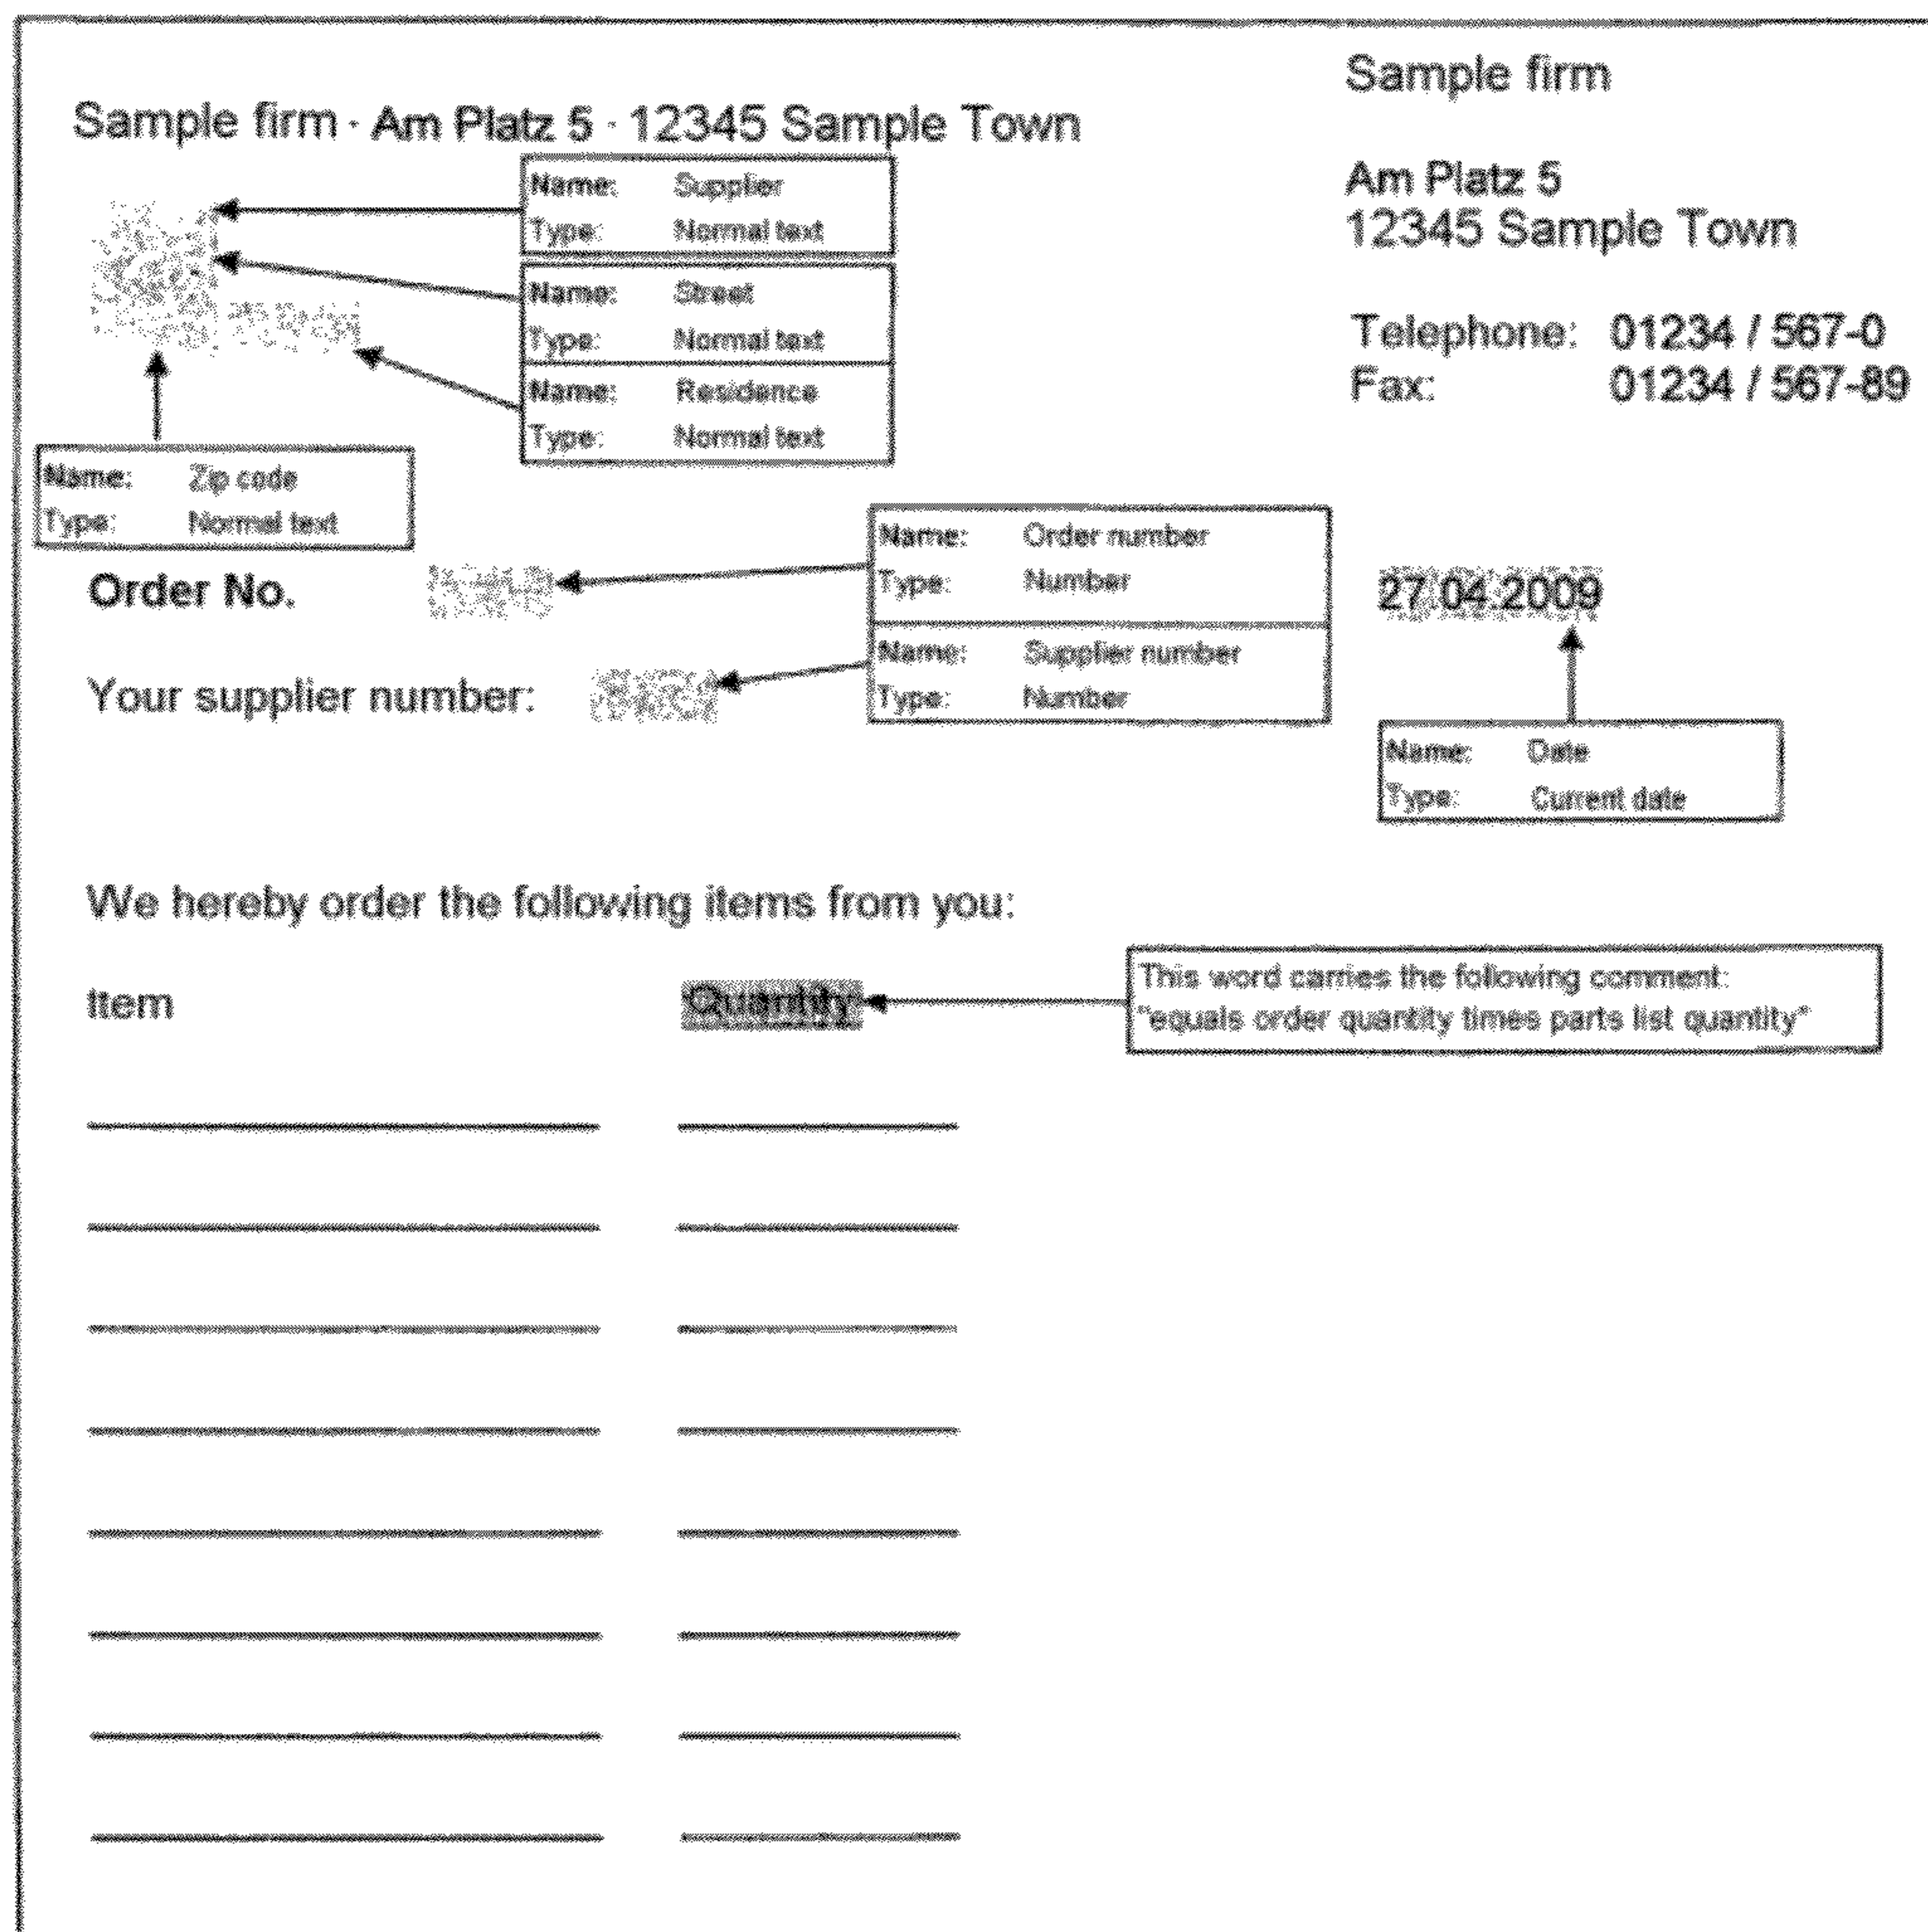 Sample firm
Sample firm · Am Platz 5 · 12345 Sample Town
Am Platz 5
12345 Sample Town
Name: Supplier
Type: Normal text
Name: Street
Type: Normal text
Name: Residence
Type: Normal text
Telephone: 01234 / 567-0
Fax: 01234 / 567-89
Name: Zip code
Type: Normal text
Name: Order number
Type: Number
Order No.
27.04.2009
Name: Supplier number
Type: Number
Your supplier number:
Name: Date
Type: Current date
We hereby order the following items from you:
Item Quantity
This word carries the following comment:
"equals order quantity times parts list quantity"